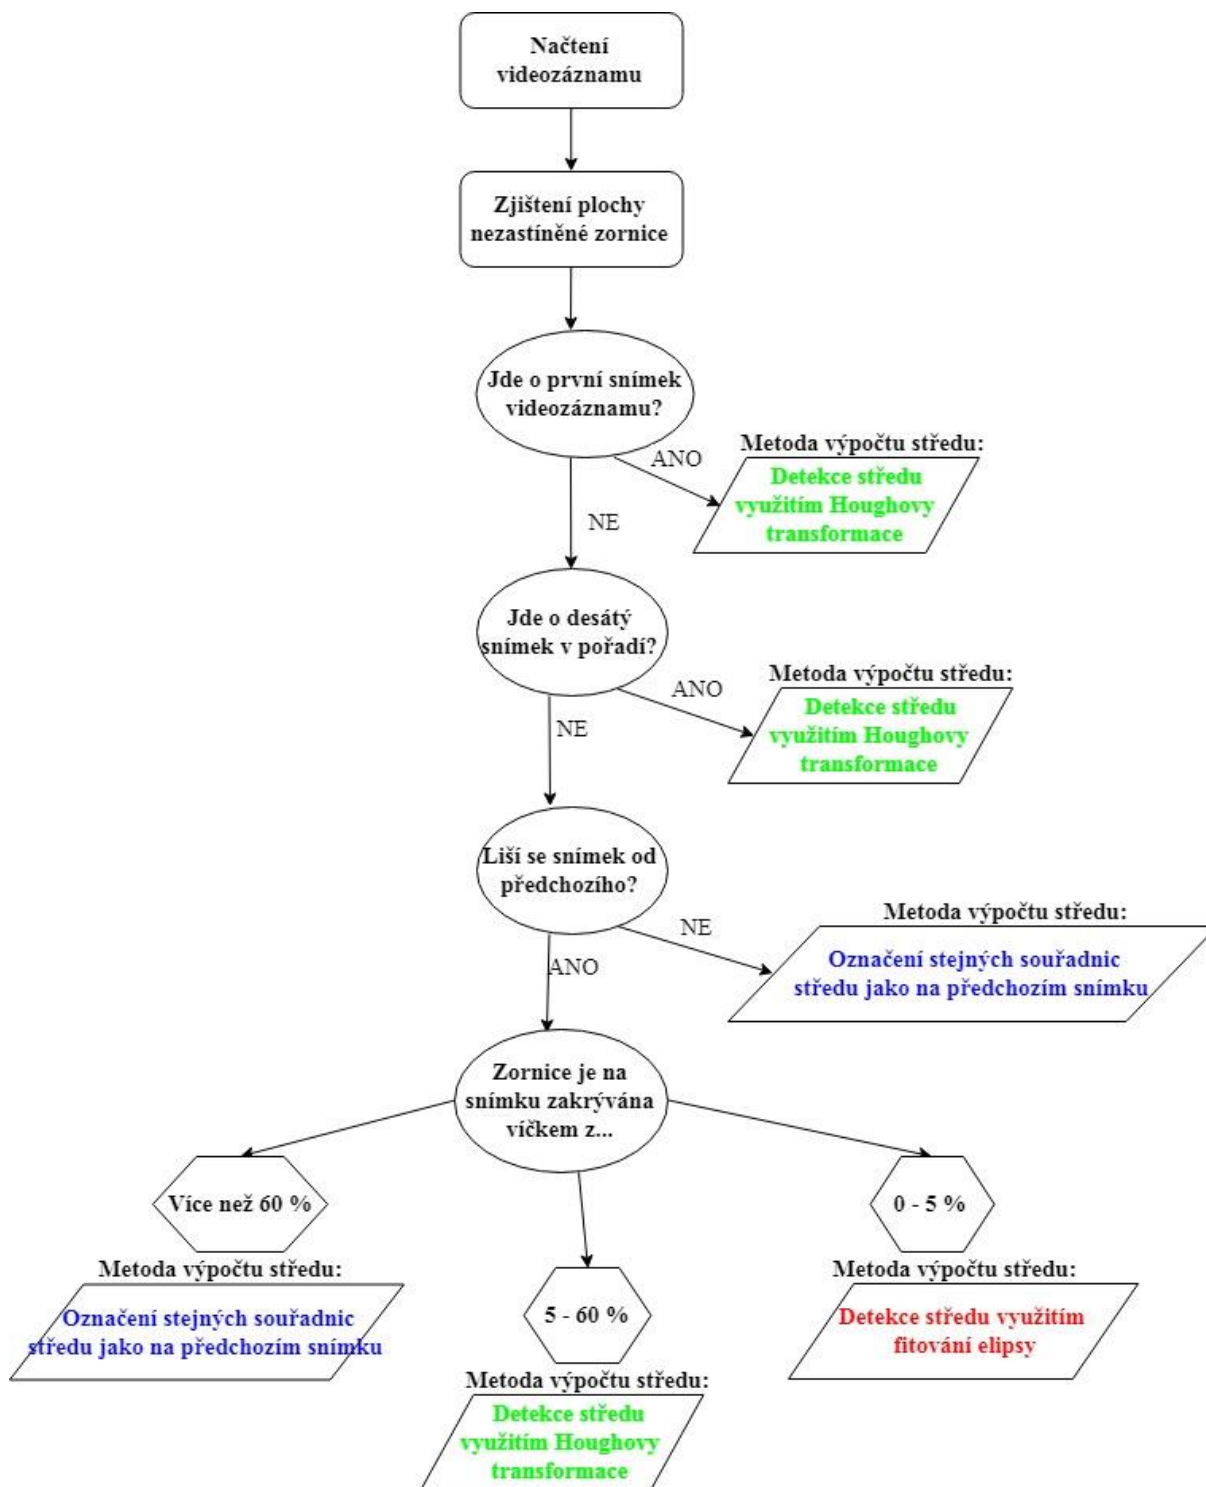 Načtení
videozáznamu
Zjištení plochy
nezastíněné zornice
Jde o první snímek
videozáznamu?
ANO
Metoda výpočtu středu:
Detekce středu
využitím Houghovy
transformace
NE
Jde o desátý
snímek v pořadí?
ANO
Metoda výpočtu středu:
Detekce středu
využitím Houghovy
transformace
NE
Liší se snímek od
předchozího?
NE
Metoda výpočtu středu:
Označení stejných souřadnic
středu jako na předchozím snímku
ANO
Zornice je na
snímku zakrývána
víčkem z...
Více než 60 %
Metoda výpočtu středu:
Označení stejných souřadnic
středu jako na předchozím snímku
5 - 60 %
Metoda výpočtu středu:
Detekce středu
využitím Houghovy
transformace
0 - 5 %
Metoda výpočtu středu:
Detekce středu využitím
fitování elipsy